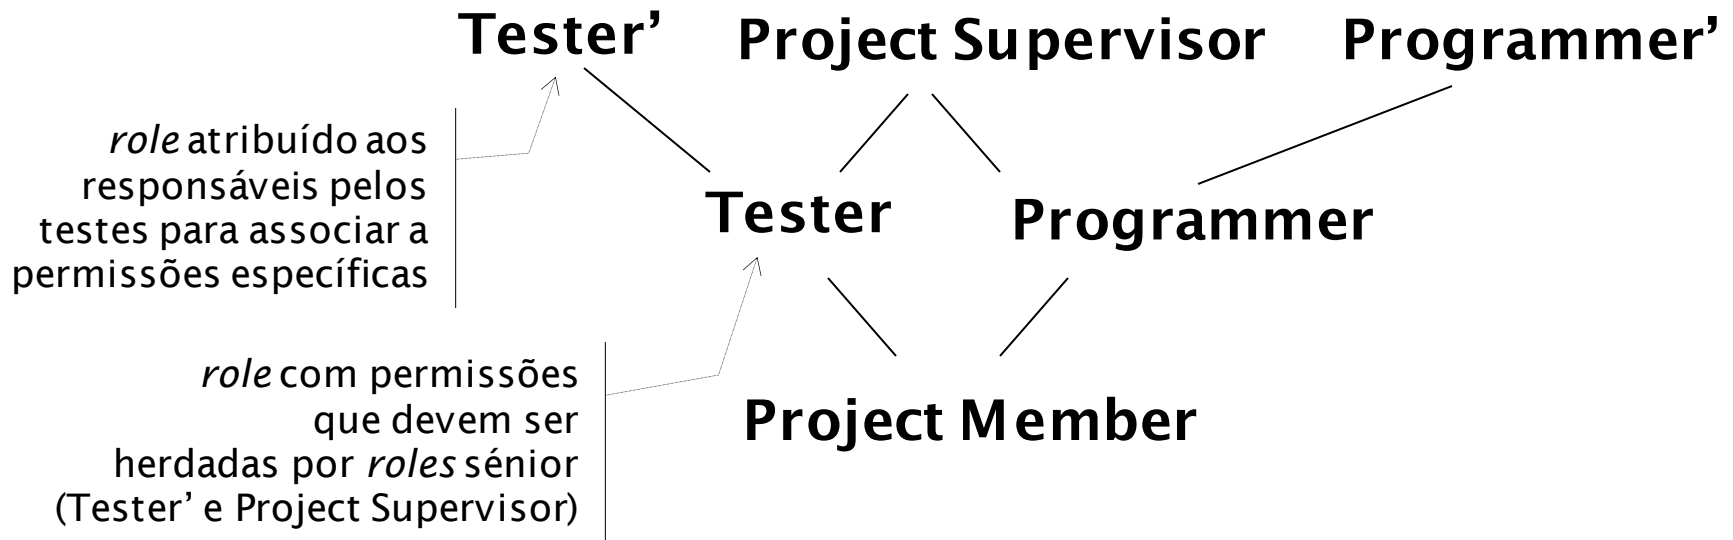 Tester’ Project Supervisor Programmer’
role atribuído aos
responsáveis pelos
testes para associar a
permissões específicas
Tester Programmer
role com permissões
que devem ser
herdadas por roles sénior
(Tester’ e Project Supervisor)
Project Member